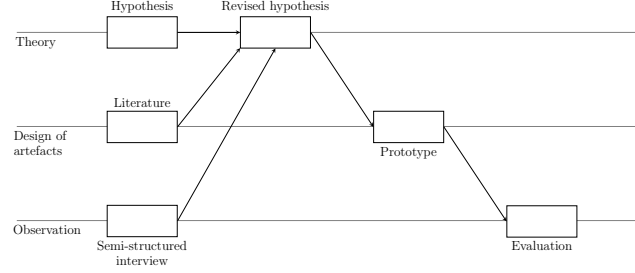 Hypothesis
Revised hypothesis
Theory
Literature
Design of
artefacts
Prototype
Observation
Semi-structured
interview
Evaluation